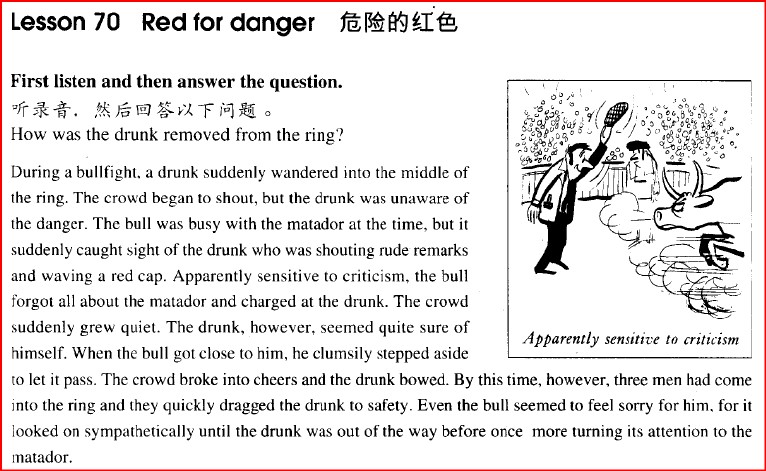 Lesson 70 Red for danger 危险的红色
First listen and then answer the question.
听录音，然后回答以下问题。
How was the drunk removed from the ring?
During a bullfight, a drunk suddenly wandered into the middle of
the ring. The crowd began to shout, but the drunk was unaware of
the danger. The bull was busy with the matador at the time, but it
suddenly caught sight of the drunk who was shouting rude remarks
and waving a red cap. Apparently sensitive to criticism, the bull
forgot all about the matador and charged at the drunk. The crowd
suddenly grew quiet. The drunk, however, seemed quite sure of
himself. When the bull got close to him, he clumsily stepped aside
to let it pass. The crowd broke into cheers and the drunk bowed. By this time, however, three men had come
into the ring and they quickly dragged the drunk to safety. Even the bull seemed to feel sorry for him, for it
looked on sympathetically until the drunk was out of the way before once more turning its attention to the
matador.
Apparently sensitive to criticism